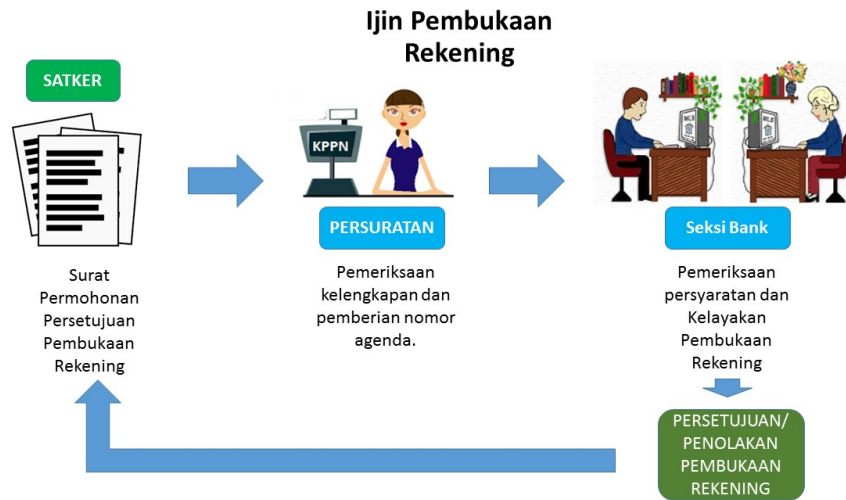 Ijin Pembukaan
Rekening
SATKER
KPPN
PERSURATAN
Seksi Bank
Surat
Permohonan
Persetujuan
Pembukaan
Rekening
Pemeriksaan
kelengkapan dan
pemberian nomor
agenda.
Pemeriksaan
persyaratan dan
Kelayakan
Pembukaan
Rekening
PERSETUJUAN/
PENOLAKAN
PEMBUKAAN
REKENING